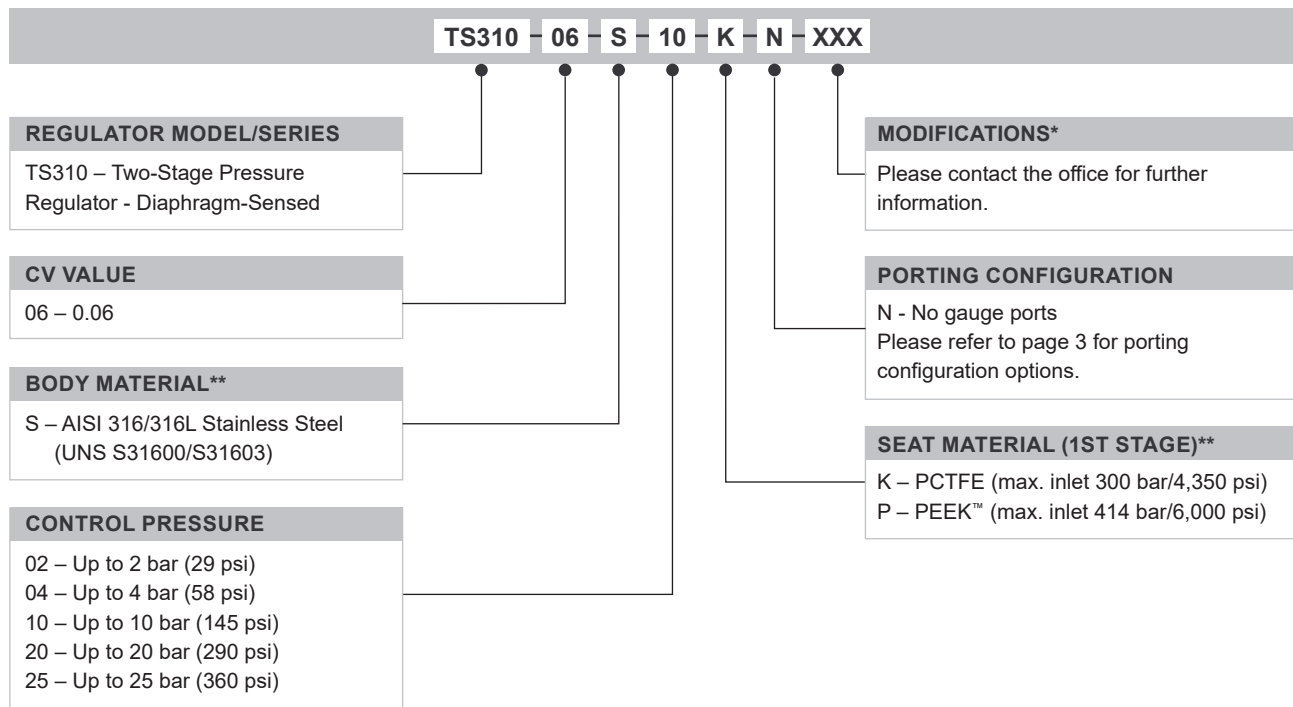 TS310 - 06 - S - 10 - K - N - XXX
REGULATOR MODEL/SERIES
TS310 – Two-Stage Pressure
Regulator - Diaphragm-Sensed
CV VALUE
06 – 0.06
BODY MATERIAL**
S – AISI 316/316L Stainless Steel
(UNS S31600/S31603)
CONTROL PRESSURE
02 – Up to 2 bar (29 psi)
04 – Up to 4 bar (58 psi)
10 – Up to 10 bar (145 psi)
20 – Up to 20 bar (290 psi)
25 – Up to 25 bar (360 psi)
MODIFICATIONS*
Please contact the office for further
information.
PORTING CONFIGURATION
N - No gauge ports
Please refer to page 3 for porting
configuration options.
SEAT MATERIAL (1ST STAGE)**
K – PCTFE (max. inlet 300 bar/4,350 psi)
P – PEEK™ (max. inlet 414 bar/6,000 psi)